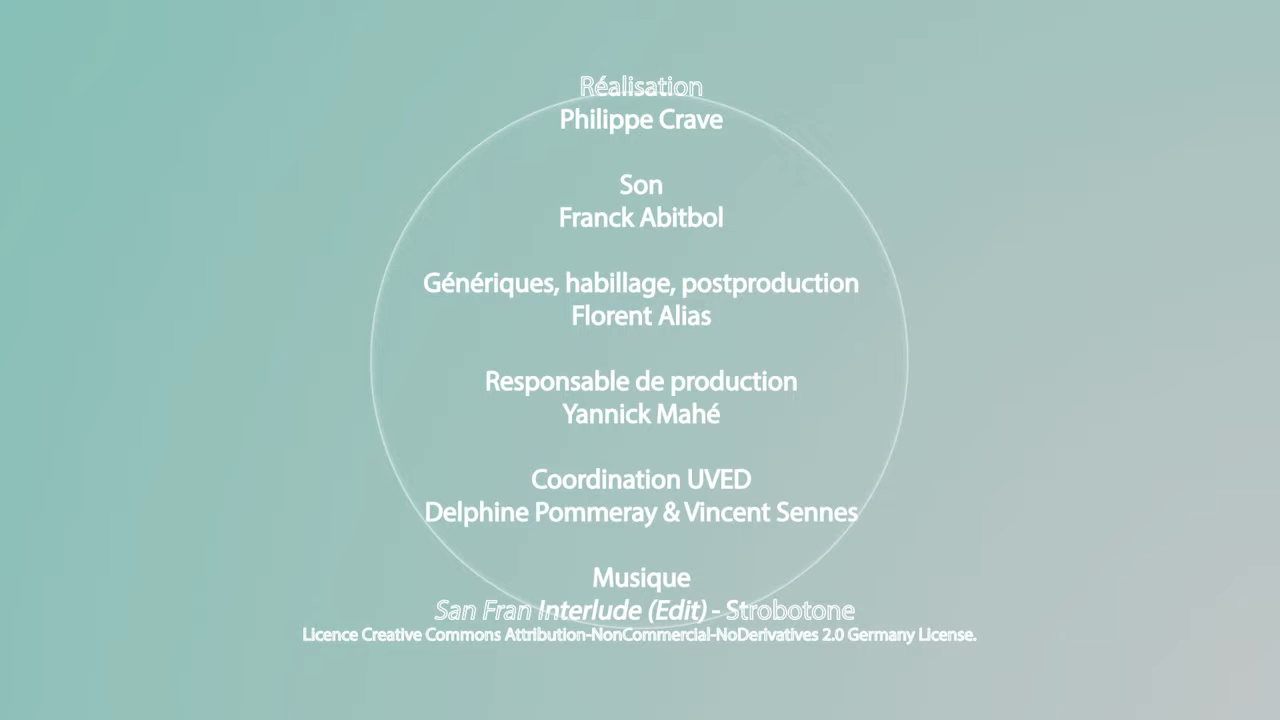 Réalisation
Philippe Crave
Son
Franck Abitbol
Génériques, habillage, postproduction
Florent Alias
Responsable de production
Yannick Mahé
Coordination UVED
Delphine Pommeray & Vincent Sennes
Musique
San Fran Interlude (Edit) - Strobotone
Licence Creative Commons Attribution-NonCommercial-NoDerivatives 2.0 Germany License.